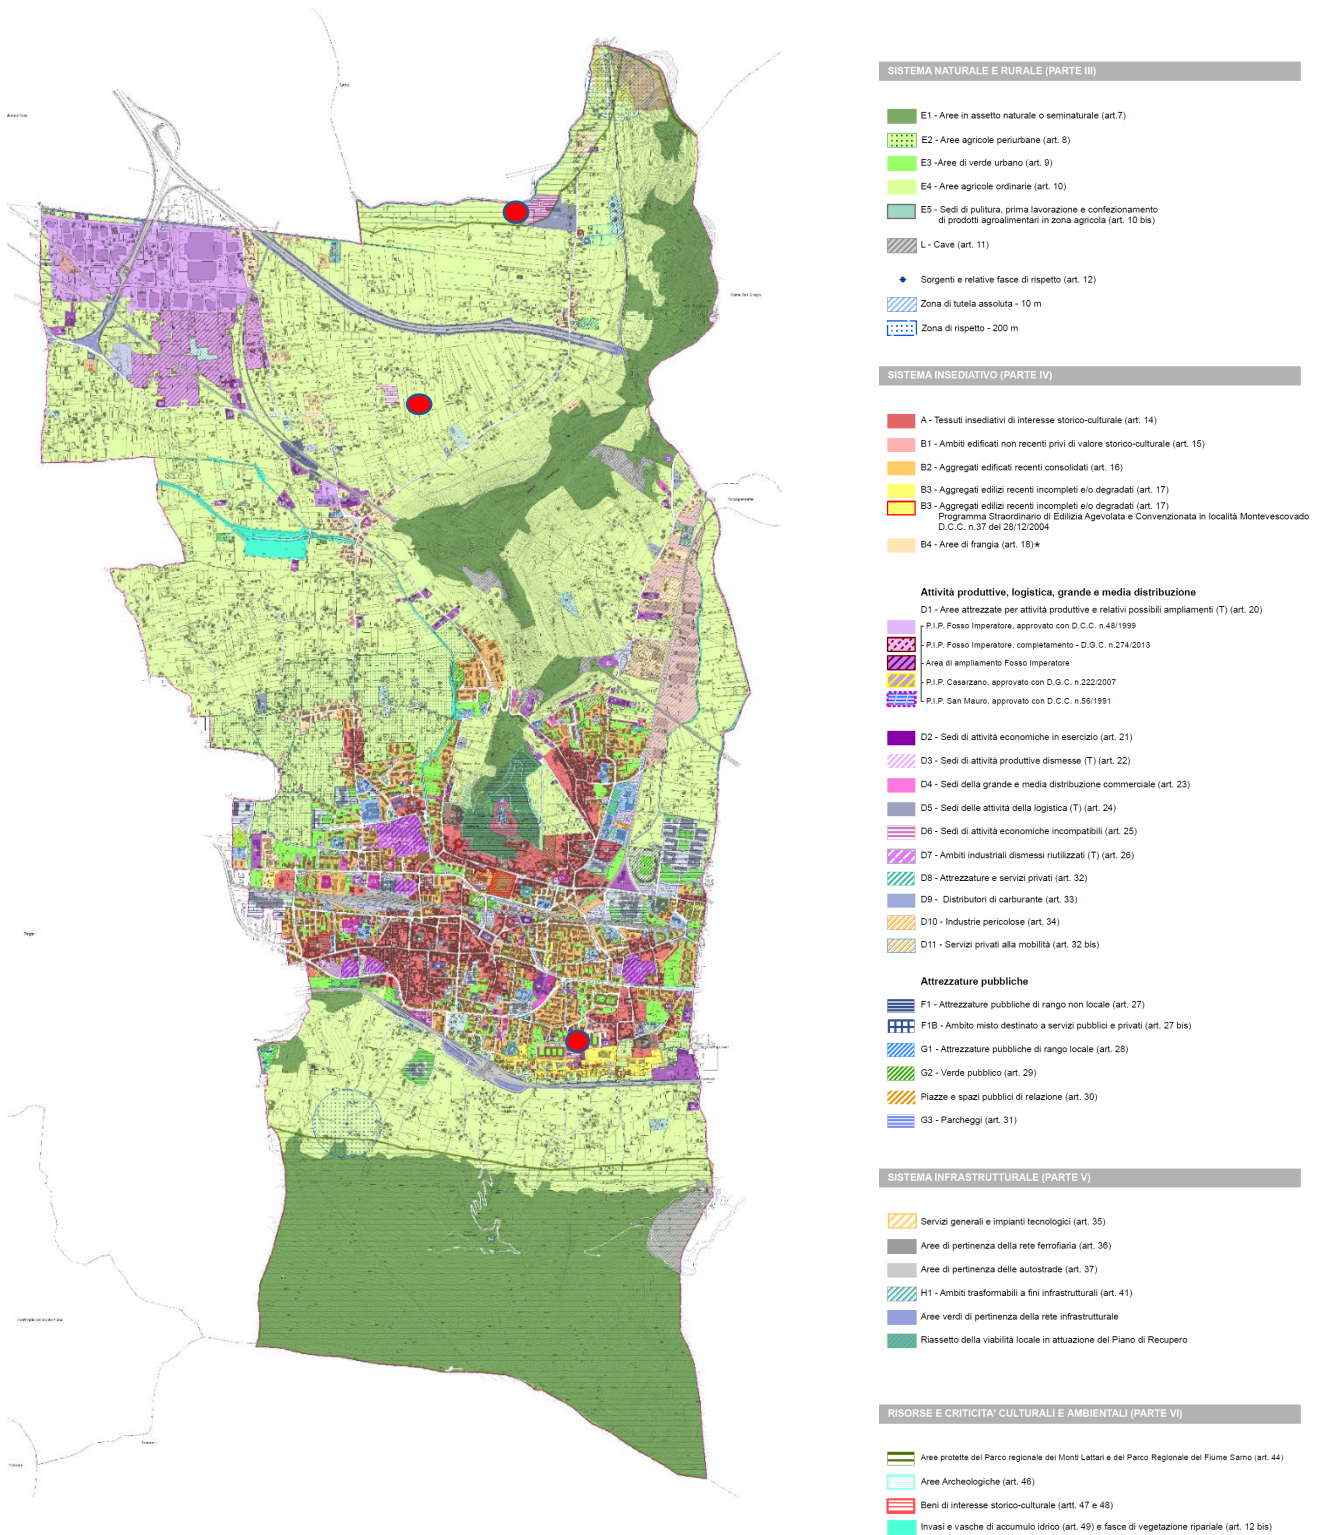 SISTEMA NATURALE E RURALE (PARTE III)
E1 - Aree in assetto naturale o seminaturale (art.7)
E2 - Aree agricole periurbane (art. 8)
E3 -Aree di verde urbano (art. 9)
E4 - Aree agricole ordinarie (art. 10)
E5 - Sedi di pulitura, prima lavorazione e confezionamento
di prodotti agroalimentari in zona agricola (art. 10 bis)
L - Cave (art. 11)
Sorgenti e relative fasce di rispetto (art. 12)
Zona di tutela assoluta - 10 m
Zona di rispetto - 200 m
SISTEMA INSEDIATIVO (PARTE IV)
A - Tessuti insediativi di interesse storico-culturale (art. 14)
B1 - Ambiti edificati non recenti privi di valore storico-culturale (art. 15)
B2 - Aggregati edificati recenti consolidati (art. 16)
B3 - Aggregati edilizi recenti incompleti e/o degradati (art. 17)
B3 - Aggregati edilizi recenti incompleti e/o degradati (art. 17)
Programma Straordinario di Edilizia Agevolata e Convenzionata in località Montevescovado
D.C.C. n.37 del 28/12/2004
B4 - Aree di frangia (art. 18)★
Attività produttive, logistica, grande e media distribuzione
D1 - Aree attrezzate per attività produttive e relativi possibili ampliamenti (T) (art. 20)
P.I.P. Fosso Imperatore, approvato con D.C.C. n.48/1999
P.I.P. Fosso Imperatore, completamento - D.G.C. n.274/2013
Area di ampliamento Fosso Imperatore
P.I.P. Casarzano, approvato con D.G.C. n.222/2007
P.I.P. San Mauro, approvato con D.C.C. n.56/1991
D2 - Sedi di attività economiche in esercizio (art. 21)
D3 - Sedi di attività produttive dismesse (T) (art. 22)
D4 - Sedi della grande e media distribuzione commerciale (art. 23)
D5 - Sedi delle attività della logistica (T) (art. 24)
D6 - Sedi di attività economiche incompatibili (art. 25)
D7 - Ambiti industriali dismessi riutilizzati (T) (art. 26)
D8 - Attrezzature e servizi privati (art. 32)
D9 - Distributori di carburante (art. 33)
D10 - Industrie pericolose (art. 34)
D11 - Servizi privati alla mobilità (art. 32 bis)
Attrezzature pubbliche
F1 - Attrezzature pubbliche di rango non locale (art. 27)
F1B - Ambito misto destinato a servizi pubblici e privati (art. 27 bis)
G1 - Attrezzature pubbliche di rango locale (art. 28)
G2 - Verde pubblico (art. 29)
Piazze e spazi pubblici di relazione (art. 30)
G3 - Parcheggi (art. 31)
SISTEMA INFRASTRUTTURALE (PARTE V)
Servizi generali e impianti tecnologici (art. 35)
Aree di pertinenza della rete ferrofiaria (art. 36)
Aree di pertinenza delle autostrade (art. 37)
H1 - Ambiti trasformabili a fini infrastrutturali (art. 41)
Aree verdi di pertinenza della rete infrastrutturale
Riassetto della viabilità locale in attuazione del Piano di Recupero
RISORSE E CRITICITA' CULTURALI E AMBIENTALI (PARTE VI)
Aree protette del Parco regionale dei Monti Lattari e del Parco Regionale del Fiume Sarno (art. 44)
Aree Archeologiche (art. 46)
Beni di interesse storico-culturale (artt. 47 e 48)
Invasi e vasche di accumulo idrico (art. 49) e fasce di vegetazione ripariale (art. 12 bis)